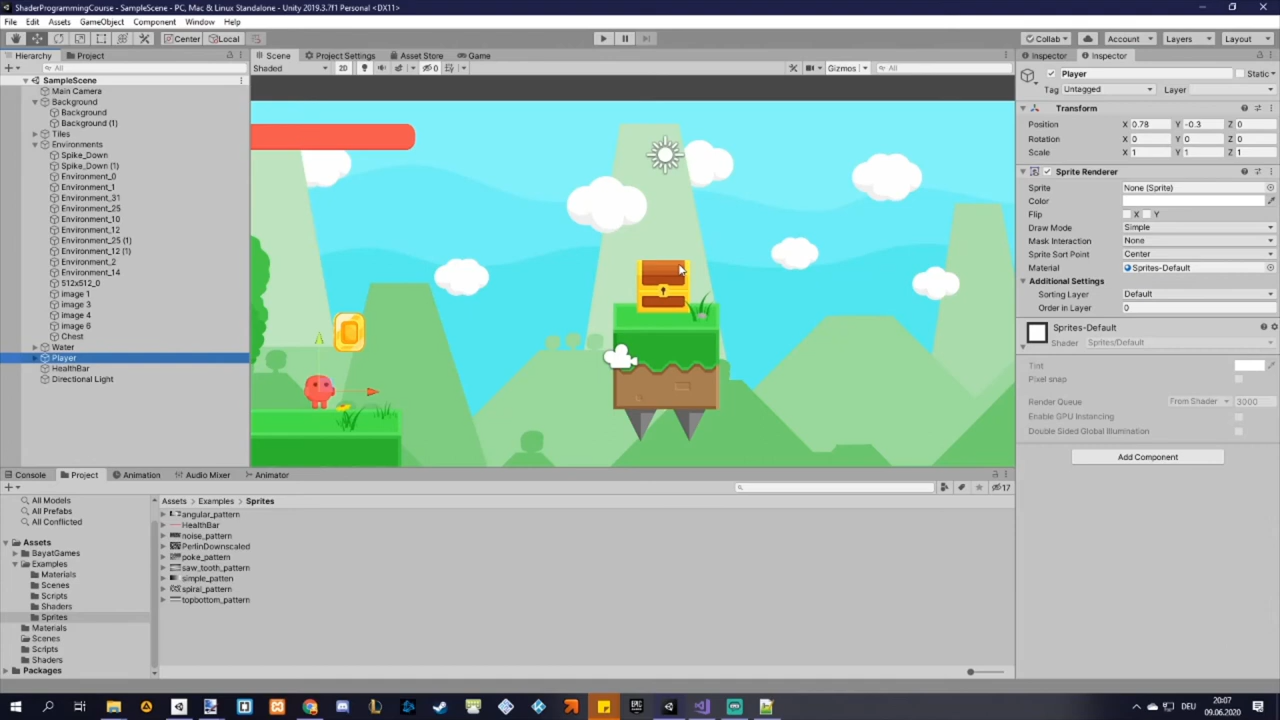 ShaderProgrammingCourse - SampleScene - PC, Mac & Linux Standalone - Unity 2019.3.7f1 Personal <DX11>
File Edit Assets GameObject Component Window Help
Center Local Collab Account Layers Layout
Hierarchy Project Scene Project Settings Asset Store Game Inspector Inspector
All Shaded 2D 0 Gizmos All Player Static
SampleScene
Tag Untagged Layer
Main Camera
Background
Transform
Background
Background (1)
Position X 0.78 Y -0.3 Z 0
Tiles
Rotation X 0 Y 0 Z 0
Environments
Scale X 1 Y 1 Z 1
Spike_Down
Spike_Down (1)
Sprite Renderer
Environment_0
Environment_1
Sprite None (Sprite)
Environment_31
Color
Environment_25
Flip X Y
Environment_10
Draw Mode Simple
Environment_12
Mask Interaction None
Environment_25 (1)
Sprite Sort Point Center
Environment_12 (1)
Material Sprites-Default
Environment_2
Additional Settings
Environment_14
Sorting Layer Default
512x512_0
Order in Layer 0
image 1
image 3
image 4
image 6
Chest
Sprites-Default
Shader Sprites/Default
Water
Player
HealthBar
Directional Light
Tint
Pixel snap
Render Queue From Shader 3000
Enable GPU Instancing
Double Sided Global Illumination
Add Component
Console Project Animation Audio Mixer Animator
17
All Models
All Prefabs
All Conflicted
Assets
BayatGames
Examples
Materials
Scenes
Scripts
Shaders
Sprites
Materials
Scenes
Scripts
Shaders
Packages
Assets Examples Sprites
angular_pattern
HealthBar
noise_pattern
PerlinDownscaled
poke_pattern
saw_tooth_pattern
simple_patten
spiral_pattern
topbottom_pattern
DEU
20:07
09.06.2020